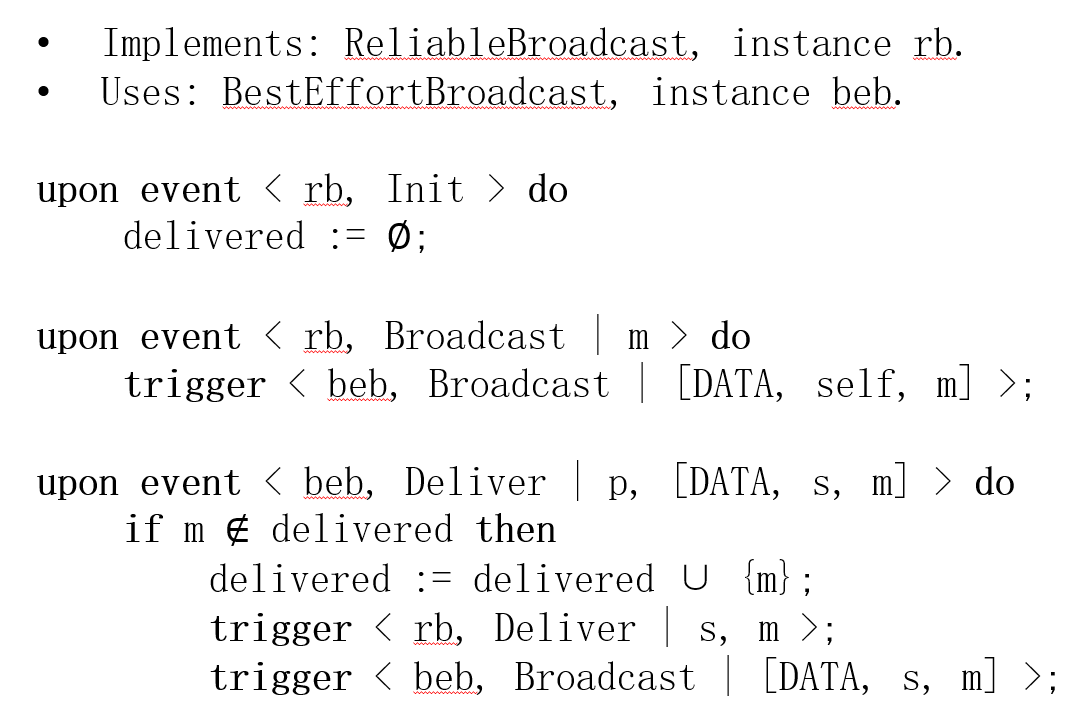 • Implements: ReliableBroadcast, instance rb.
• Uses: BestEffortBroadcast, instance beb.
upon event < rb, Init > do
delivered := Ø;
upon event < rb, Broadcast | m > do
trigger < beb, Broadcast | [DATA, self, m] >;
upon event < beb, Deliver | p, [DATA, s, m] > do
if m ∉ delivered then
delivered := delivered ∪ {m};
trigger < rb, Deliver | s, m >;
trigger < beb, Broadcast | [DATA, s, m] >;